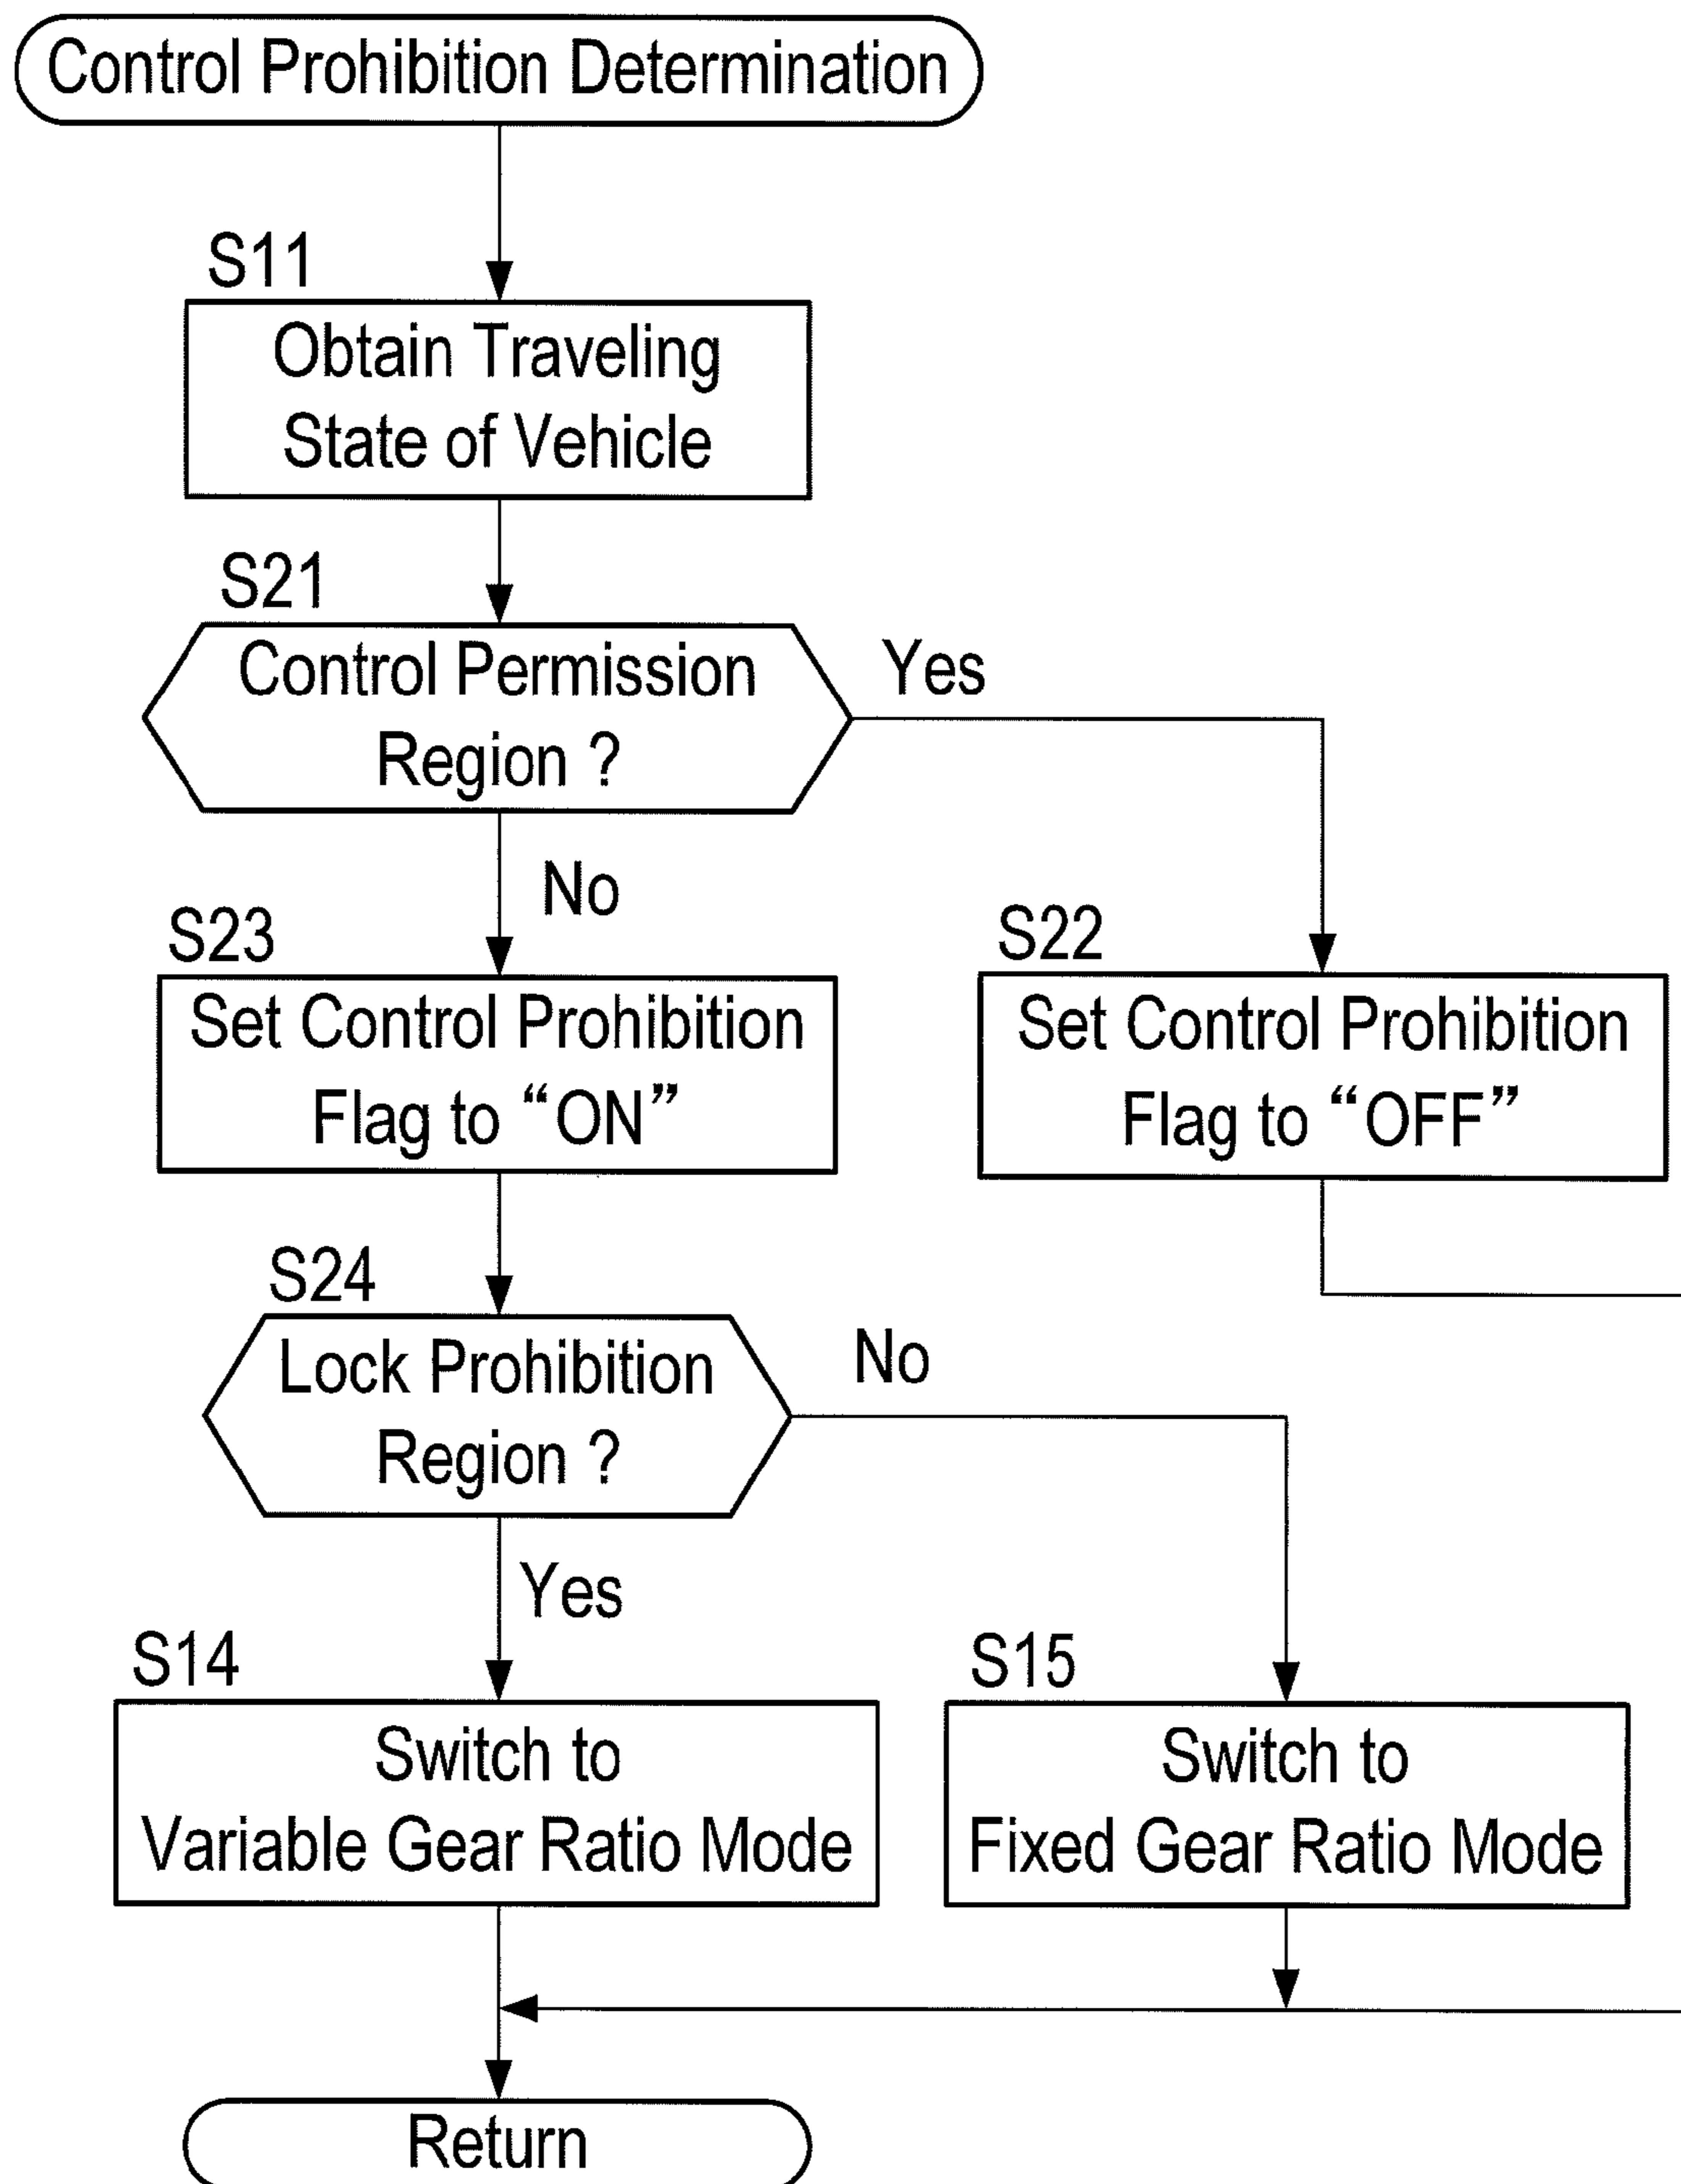 Control Prohibition Determination
S11
Obtain Traveling
State of Vehicle
S21
Control Permission
Region ?
Yes
No
S23
Set Control Prohibition
Flag to “ON”
S22
Set Control Prohibition
Flag to “OFF”
S24
Lock Prohibition
Region ?
No
Yes
S14
Switch to
Variable Gear Ratio Mode
S15
Switch to
Fixed Gear Ratio Mode
Return